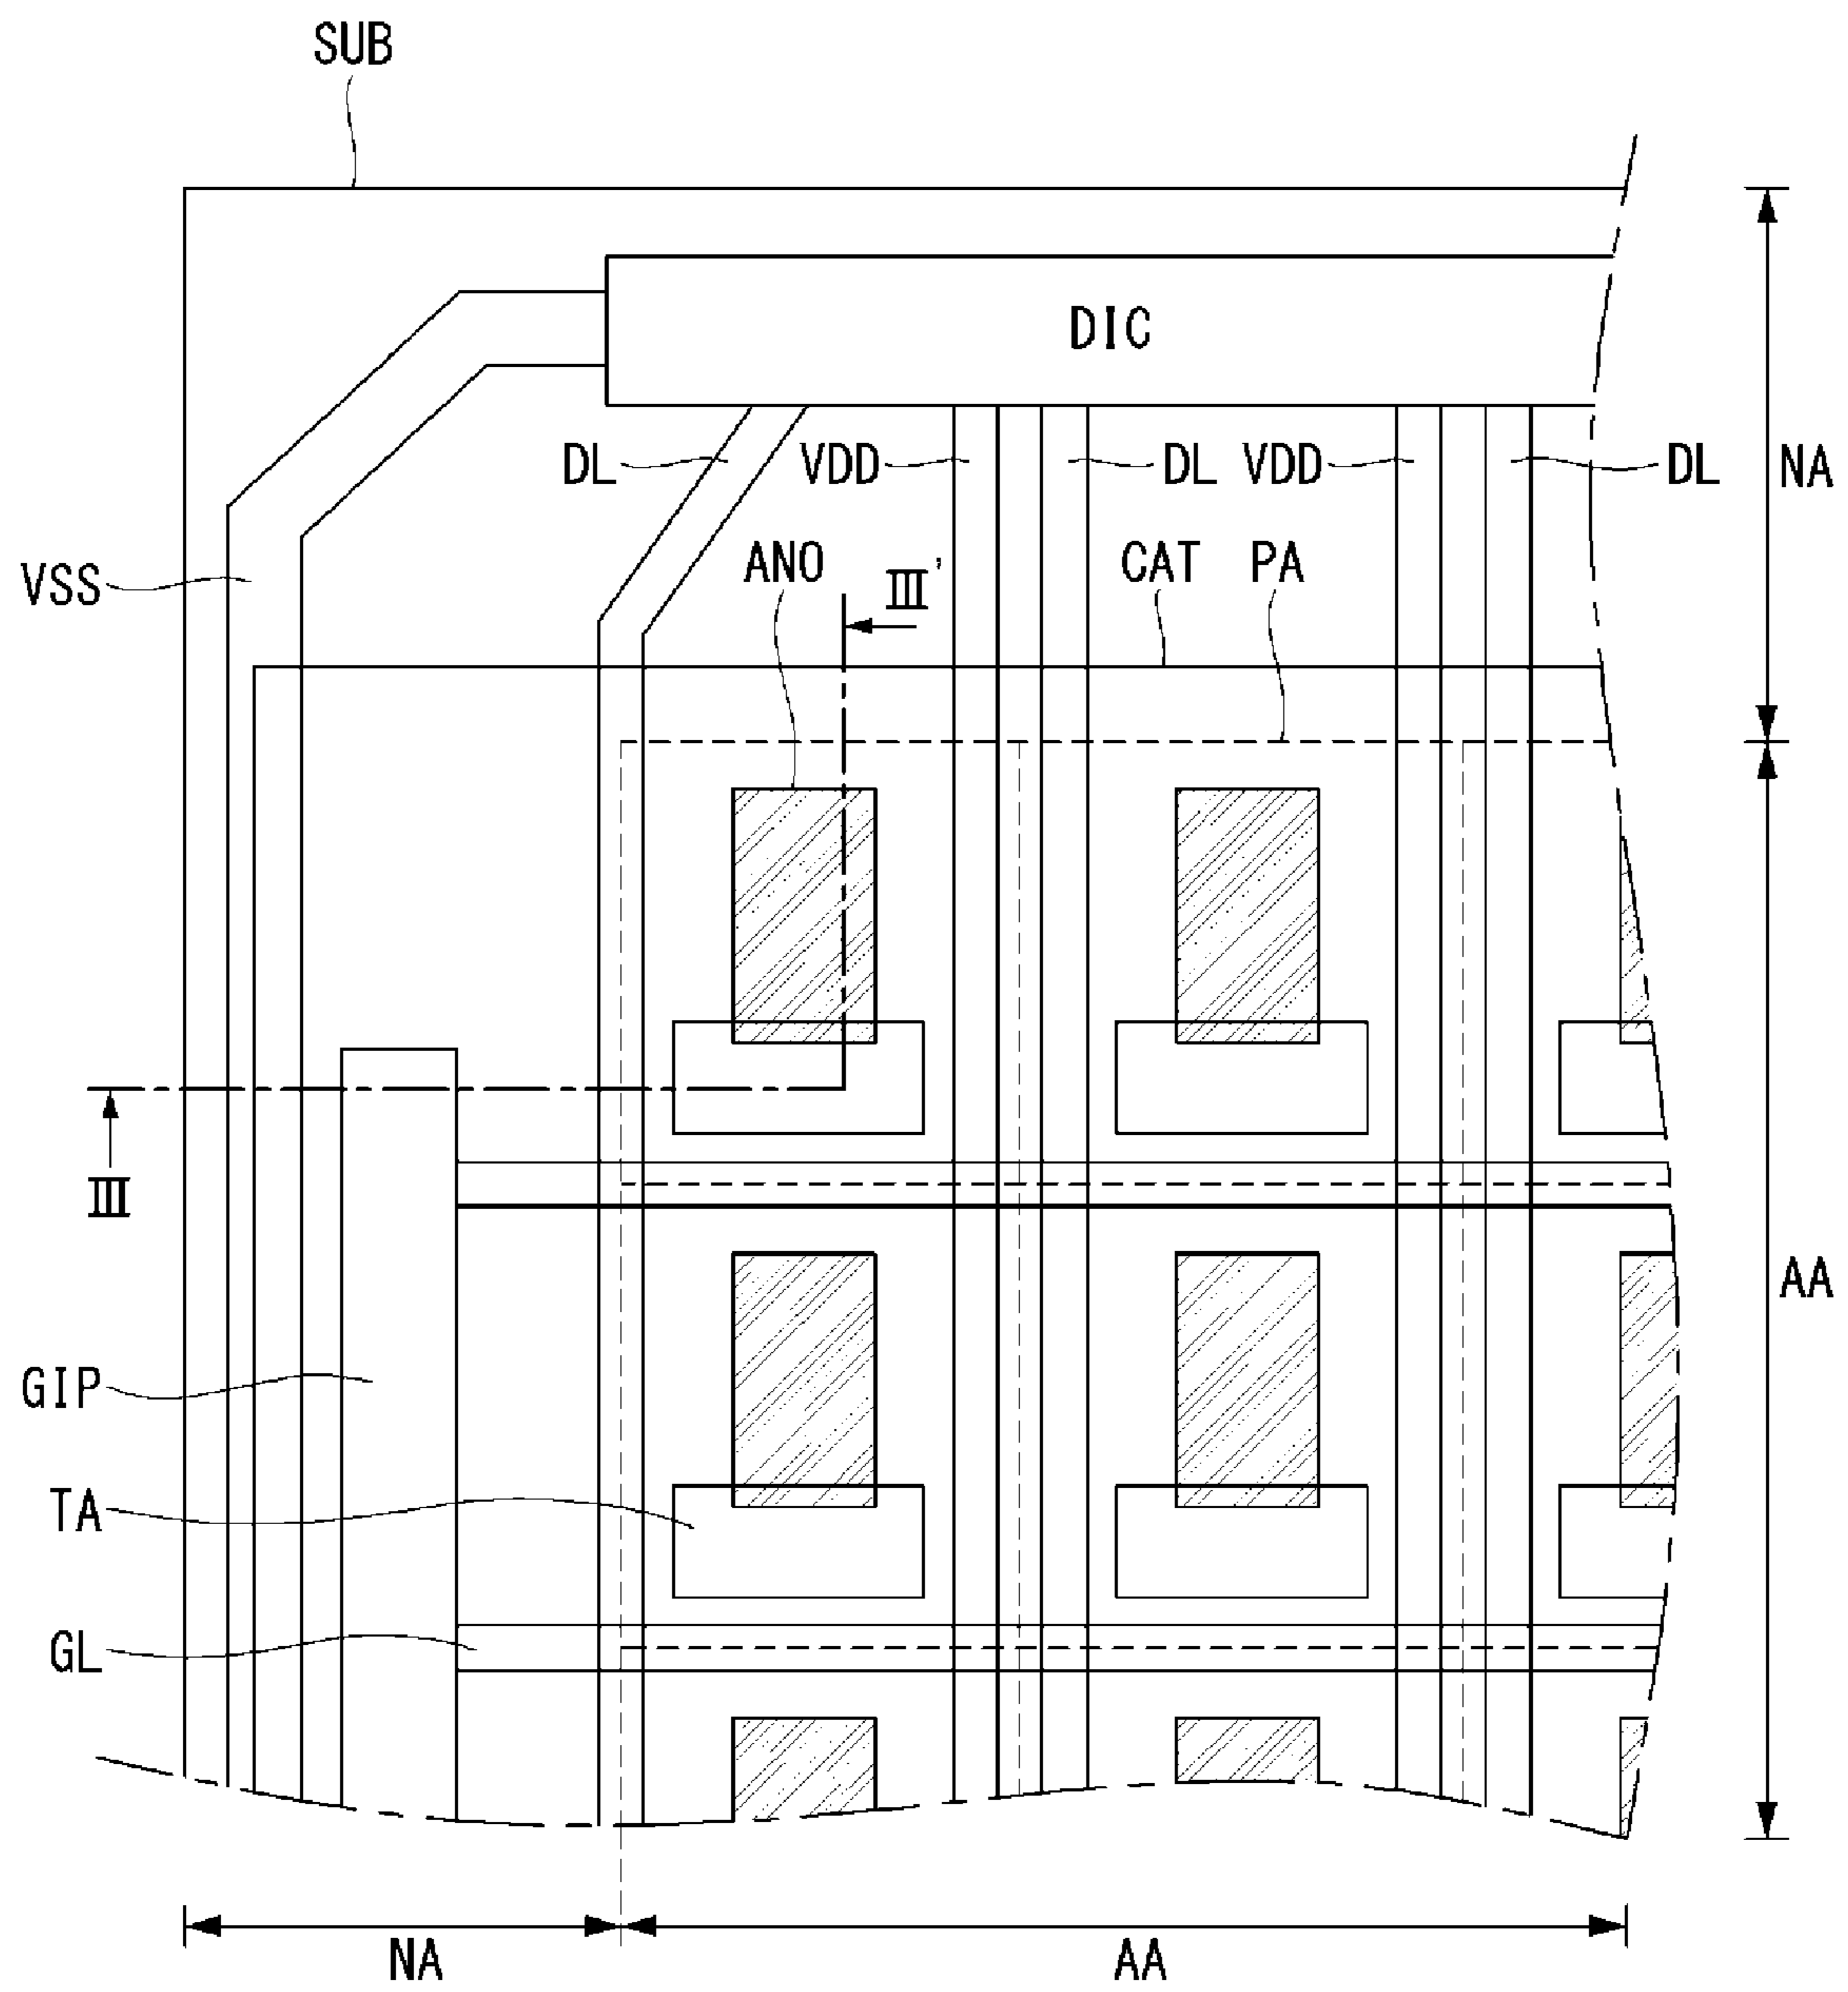 SUB
DIC
DL VDD DL VDD DL NA
VSS ANO III' CAT PA
III
AA
GIP
TA
GL
NA AA